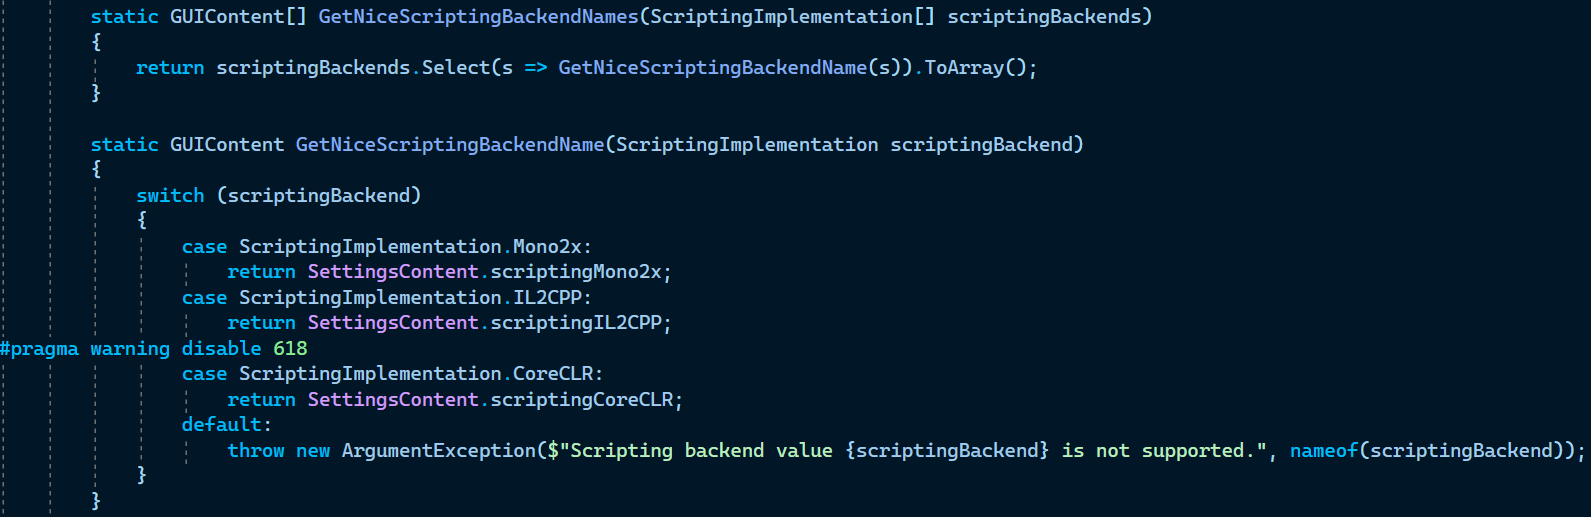 static GUIContent[] GetNiceScriptingBackendNames(ScriptingImplementation[] scriptingBackends)
{
return scriptingBackends.Select(s => GetNiceScriptingBackendName(s)).ToArray();
}
static GUIContent GetNiceScriptingBackendName(ScriptingImplementation scriptingBackend)
{
switch (scriptingBackend)
{
case ScriptingImplementation.Mono2x:
return SettingsContent.scriptingMono2x;
case ScriptingImplementation.IL2CPP:
return SettingsContent.scriptingIL2CPP;
#pragma warning disable 618
case ScriptingImplementation.CoreCLR:
return SettingsContent.scriptingCoreCLR;
default:
throw new ArgumentException($"Scripting backend value {scriptingBackend} is not supported.", nameof(scriptingBackend));
}
}